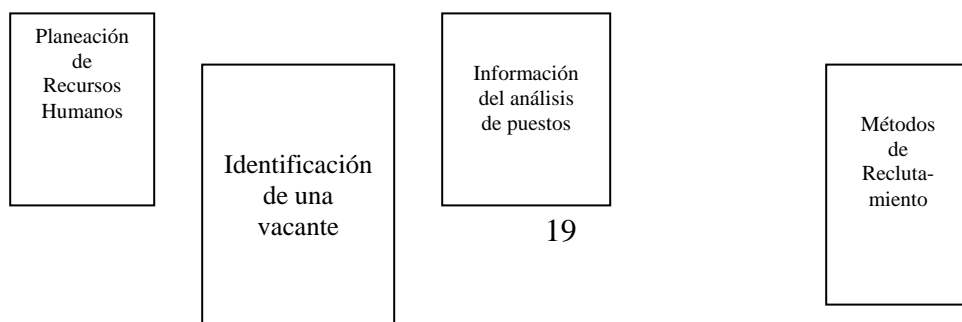 Planeación
de
Recursos
Humanos
Identificación
de una
vacante
Información
del análisis
de puestos
19
Métodos
de
Recluta-
miento